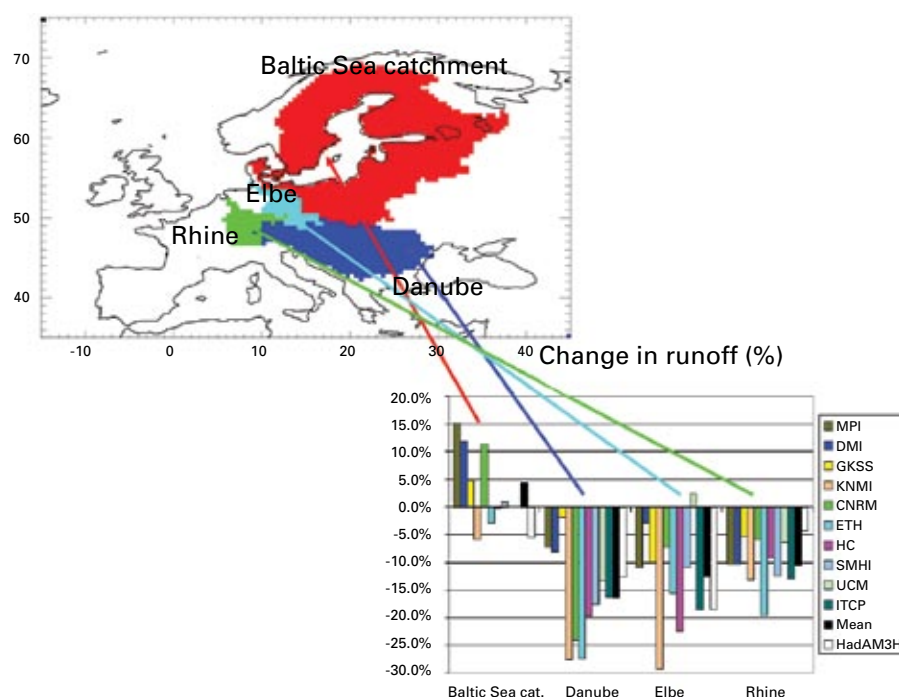 70
60
50
40
-10
0
10
20
30
40
Baltic Sea catchment
Elbe
Rhine
Danube
Change in runoff (%)
20.0%
15.0%
10.0%
5.0%
0.0%
-5.0%
-10.0%
-15.0%
-20.0%
-25.0%
-30.0%
Baltic Sea cat.
Danube
Elbe
Rhine
MPI
DMI
GKSS
KNMI
CNRM
ETH
HC
SMHI
UCM
ITCP
Mean
HadAM3H